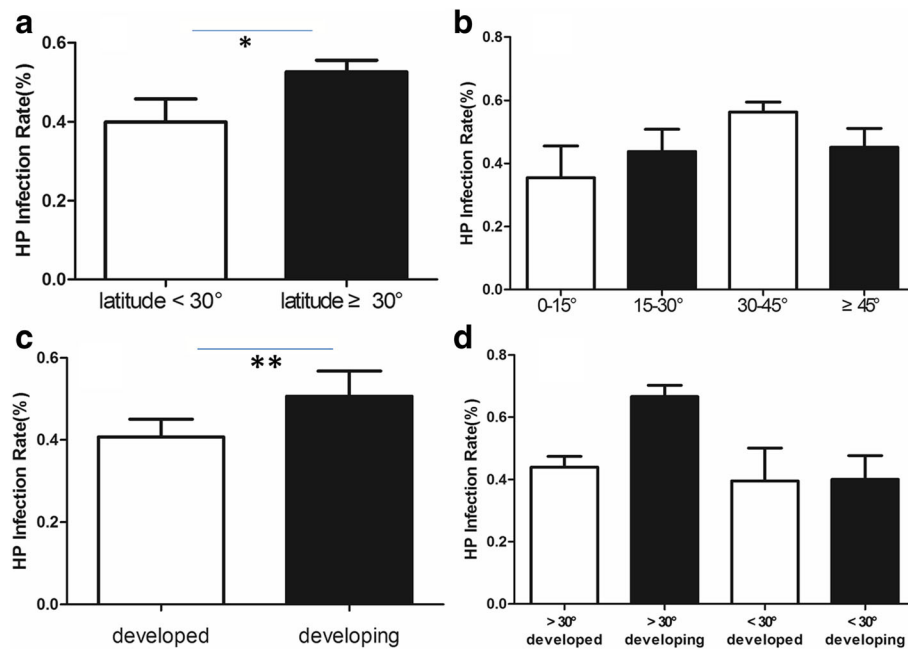 a
*
HP Infection Rate(%)
0.6
0.4
0.2
0.0
latitude < 30°
latitude ≥ 30°
b
HP Infection Rate(%)
0.8
0.6
0.4
0.2
0.0
0-15°
15-30°
30-45°
≥ 45°
c
**
HP Infection Rate(%)
0.6
0.4
0.2
0.0
developed
developing
d
HP Infection Rate(%)
0.8
0.6
0.4
0.2
0.0
> 30°
developed
> 30°
developing
< 30°
developed
< 30°
developing